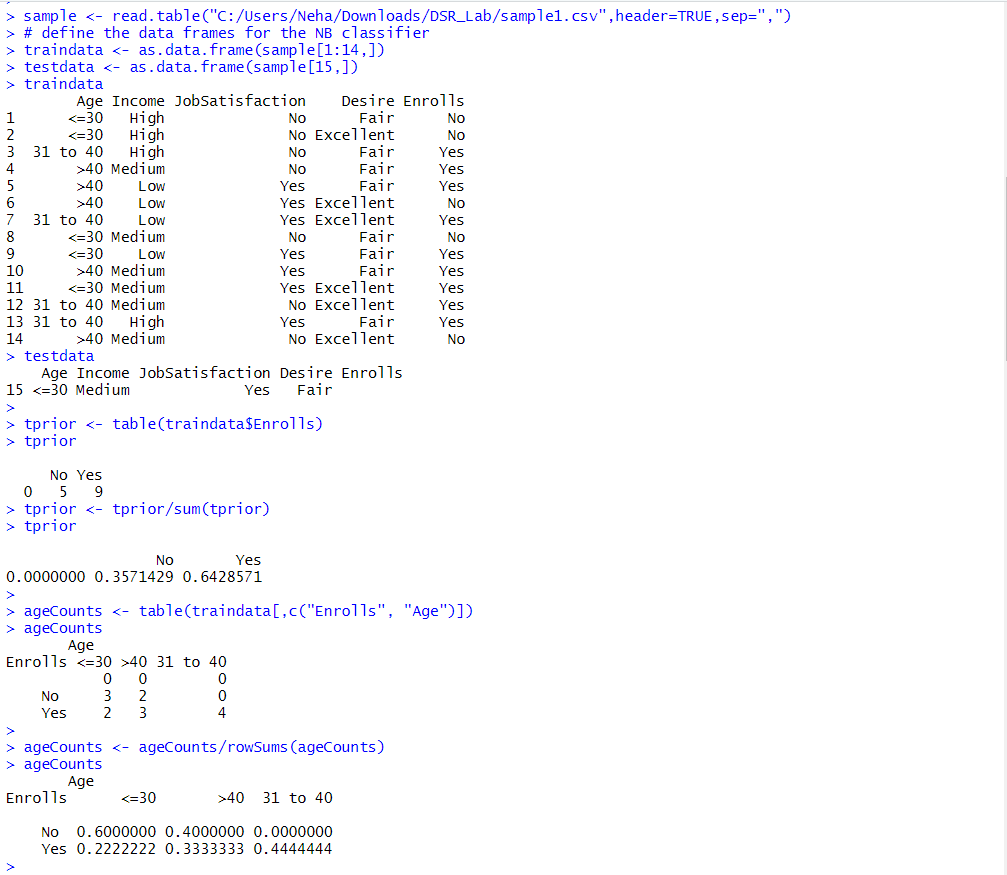 > sample <- read.table("C:/Users/Neha/Downloads/DSR_Lab/sample1.csv",header=TRUE,sep=",")
> # define the data frames for the NB classifier
> traindata <- as.data.frame(sample[1:14,])
> testdata <- as.data.frame(sample[15,])
> traindata
        Age Income JobSatisfaction    Desire Enrolls
1      <=30   High              No      Fair      No
2      <=30   High              No Excellent      No
3  31 to 40   High              No      Fair     Yes
4       >40 Medium              No      Fair     Yes
5       >40    Low             Yes      Fair     Yes
6       >40    Low             Yes Excellent      No
7  31 to 40    Low             Yes Excellent     Yes
8      <=30 Medium              No      Fair      No
9      <=30    Low             Yes      Fair     Yes
10      >40 Medium             Yes      Fair     Yes
11     <=30 Medium             Yes Excellent     Yes
12 31 to 40 Medium              No Excellent     Yes
13 31 to 40   High             Yes      Fair     Yes
14      >40 Medium              No Excellent      No
> testdata
    Age Income JobSatisfaction Desire Enrolls
15 <=30 Medium             Yes   Fair
>
> tprior <- table(traindata$Enrolls)
> tprior
     No Yes
  0   5   9
> tprior <- tprior/sum(tprior)
> tprior
                 No       Yes
0.0000000 0.3571429 0.6428571
>
> ageCounts <- table(traindata[,c("Enrolls", "Age")])
> ageCounts
       Age
Enrolls <=30 >40 31 to 40
           0   0        0
    No     3   2        0
    Yes    2   3        4
>
> ageCounts <- ageCounts/rowSums(ageCounts)
> ageCounts
       Age
Enrolls      <=30       >40  31 to 40
    No  0.6000000 0.4000000 0.0000000
    Yes 0.2222222 0.3333333 0.4444444
>